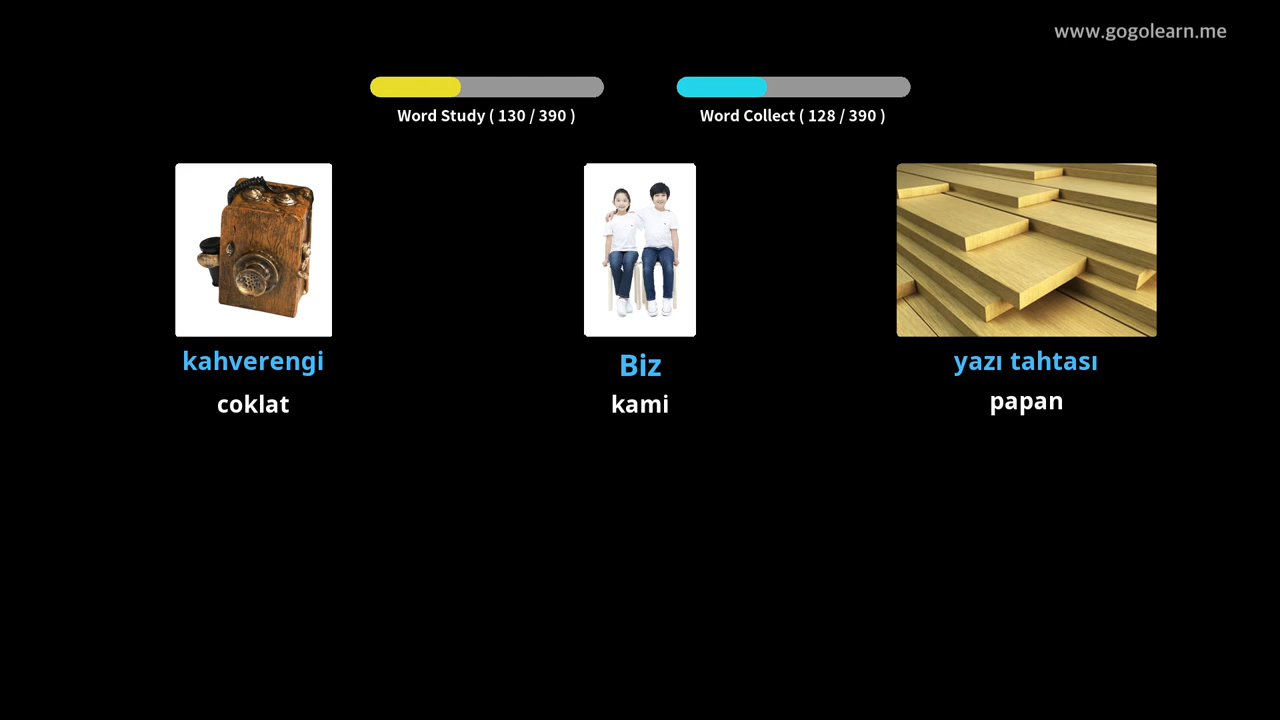 www.gogolearn.me
Word Study ( 130 / 390 )
Word Collect ( 128 / 390 )
kahverengi
coklat
Biz
kami
yazı tahtası
papan